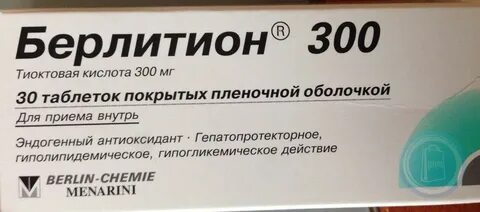 Берлитион® 300
Тиоктовая кислота 300 мг
30 таблеток покрытых пленочной оболочкой
Для приема внутрь
Эндогенный антиоксидант · Гепатопротекторное,
гиполипидемическое, гипогликемическое действие
BERLIN-CHEMIE
MENARINI